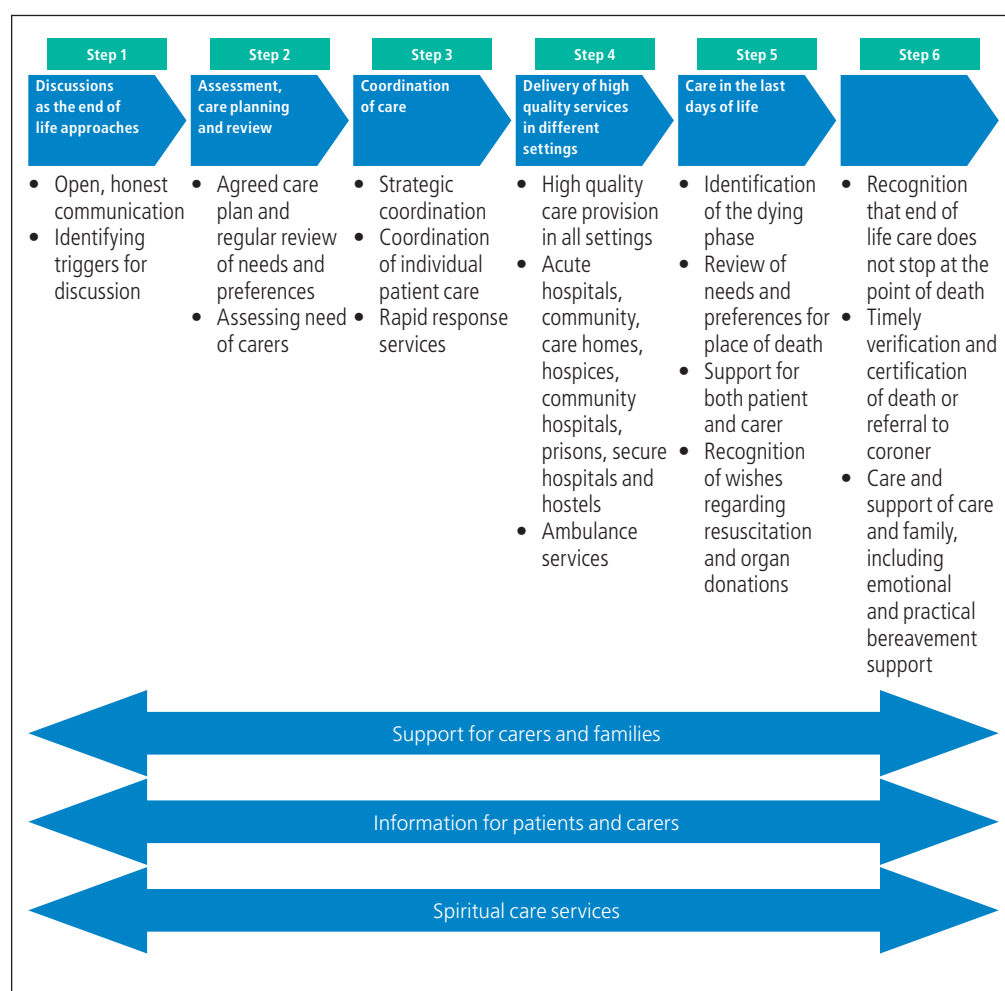 Step 1
Discussions
as the end of
life approaches
• Open, honest
communication
• Identifying
triggers for
discussion
Step 2
Assessment,
care planning
and review
• Agreed care
plan and
regular review
of needs and
preferences
• Assessing need
of carers
Step 3
Coordination
of care
• Strategic
coordination
• Coordination
of individual
patient care
• Rapid response
services
Step 4
Delivery of high
quality services
in different
settings
• High quality
care provision
in all settings
• Acute
hospitals,
community,
care homes,
hospices,
community
hospitals,
prisons, secure
hospitals and
hostels
• Ambulance
services
Step 5
Care in the last
days of life
• Identification
of the dying
phase
• Review of
needs and
preferences for
place of death
• Support for
both patient
and carer
• Recognition
of wishes
regarding
resuscitation
and organ
donations
Step 6
• Recognition
that end of
life care does
not stop at the
point of death
• Timely
verification and
certification
of death or
referral to
coroner
• Care and
support of care
and family,
including
emotional
and practical
bereavement
support
Support for carers and families
Information for patients and carers
Spiritual care services